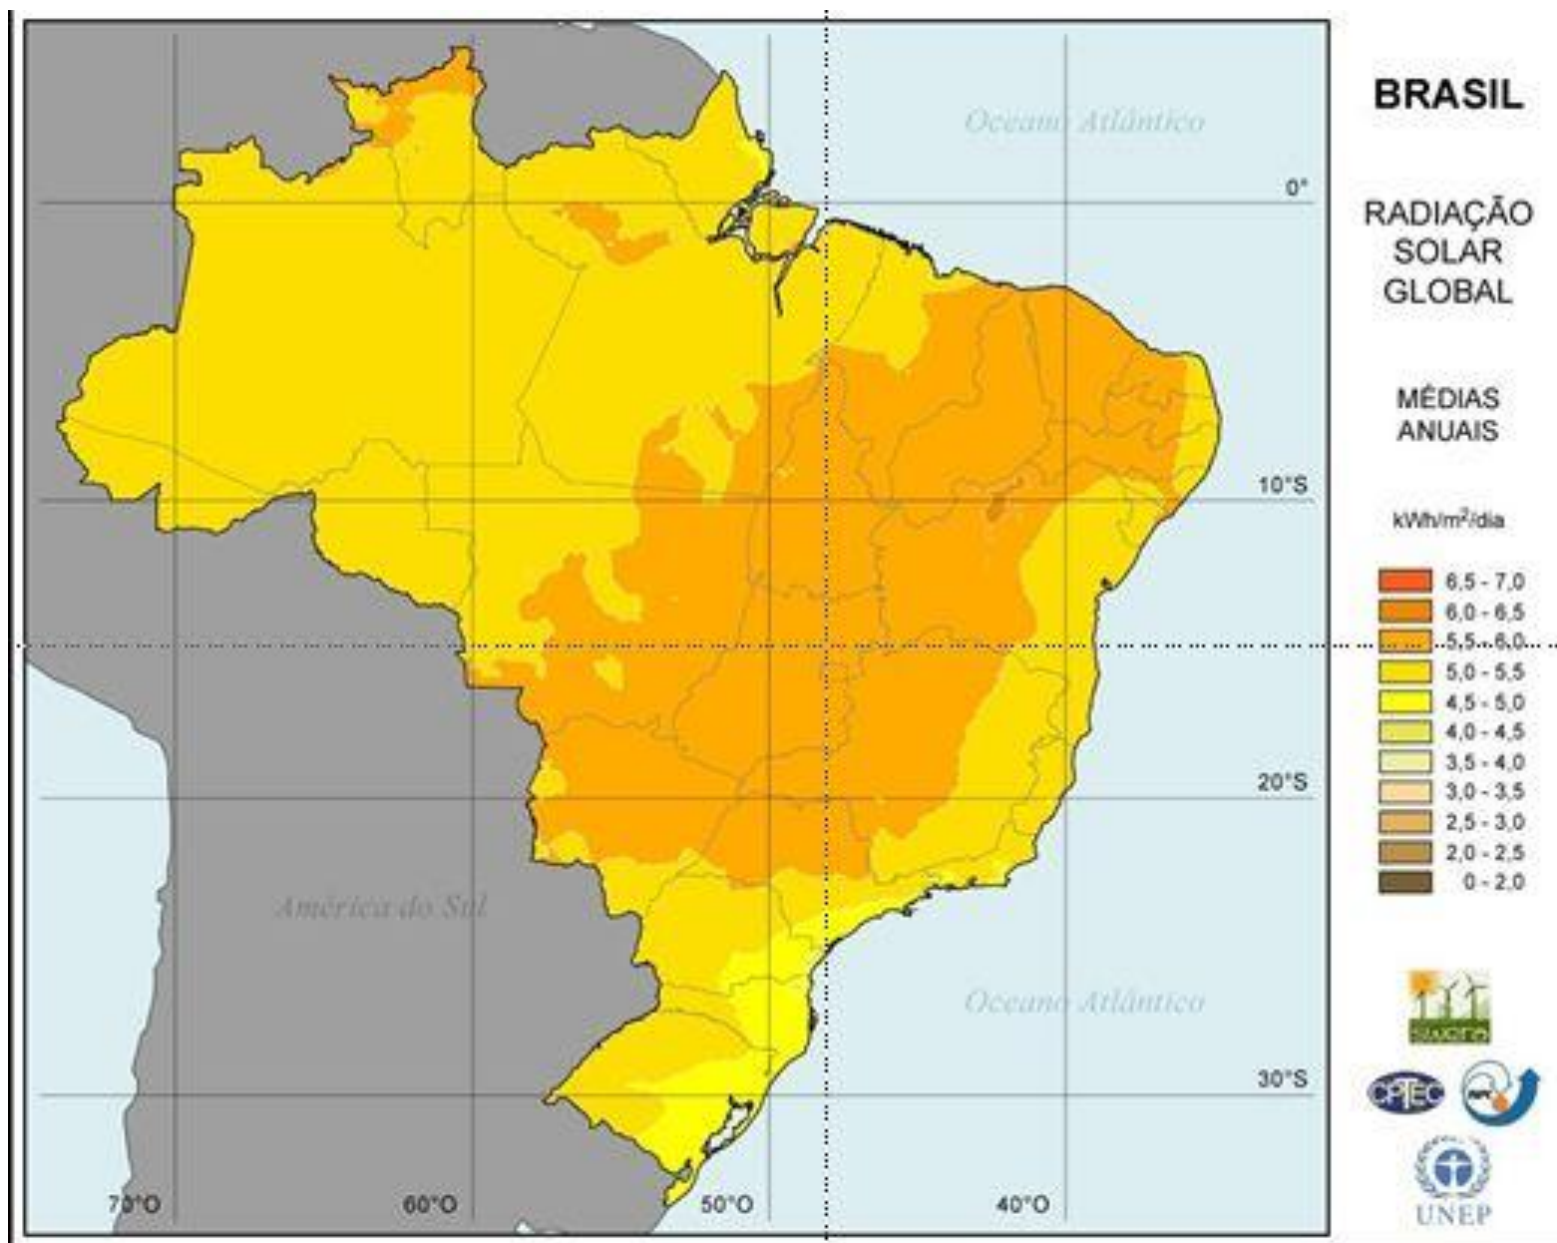 BRASIL
RADIAÇÃO
SOLAR
GLOBAL
MÉDIAS
ANUAIS
kWh/m²/dia
6,5 - 7,0
6,0 - 6,5
5,5 - 6,0
5,0 - 5,5
4,5 - 5,0
4,0 - 4,5
3,5 - 4,0
3,0 - 3,5
2,5 - 3,0
2,0 - 2,5
0 - 2,0
Oceano Atlântico
0°
10°S
20°S
América do Sul
Oceano Atlântico
30°S
70°O
60°O
50°O
40°O
CPTEC
UNEP